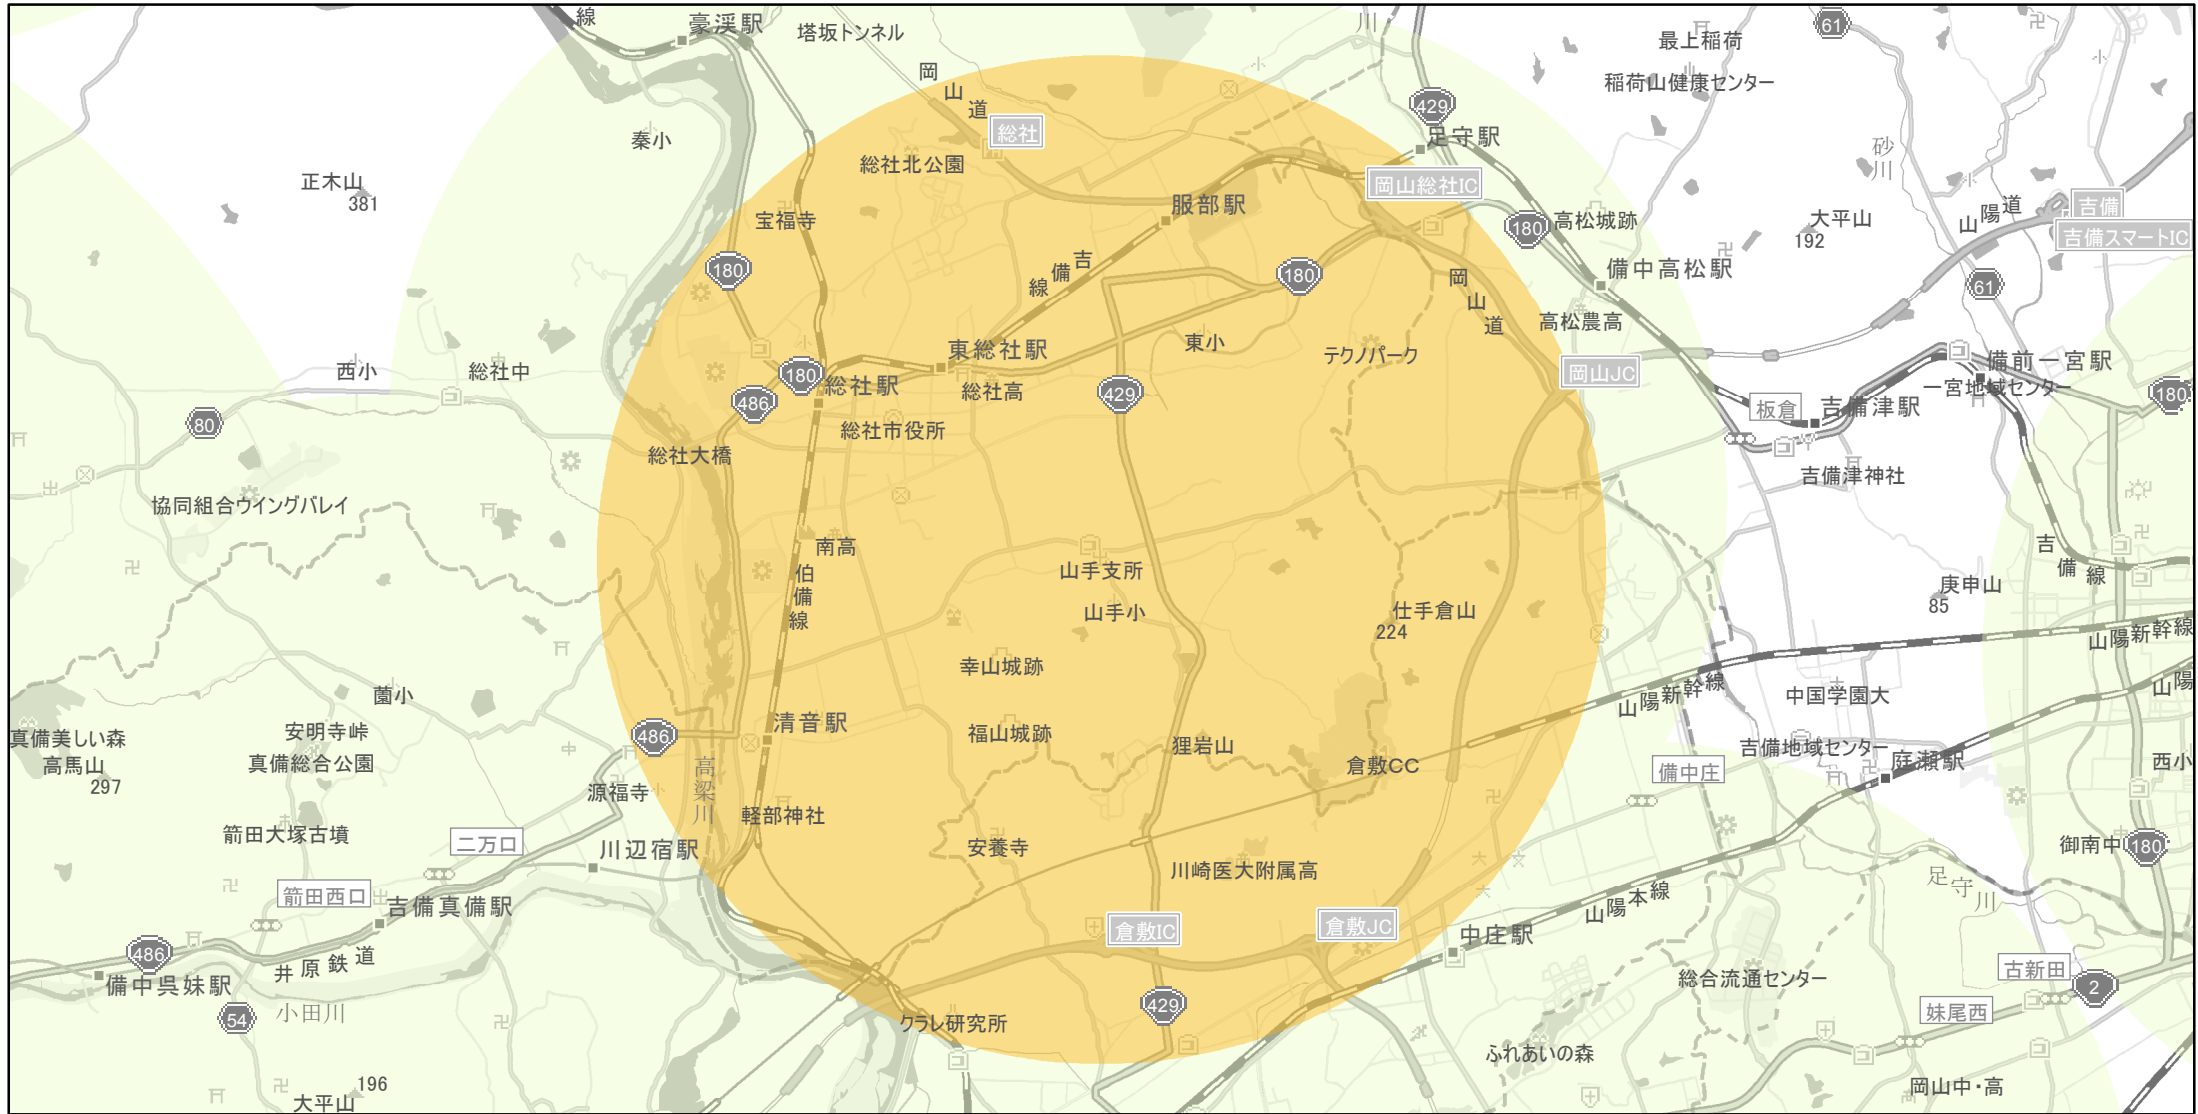 線
豪渓駅
塔坂トンネル
川
61
最上稲荷
稲荷山健康センター
岡山道
総社
429
足守駅
秦小
総社北公園
岡山総社IC
砂川
正木山
381
宝福寺
服部駅
180
高松城跡
大平山
192
山陽道
吉備
吉備スマートIC
180
吉備線
180
岡山道
備中高松駅
61
高松農高
東小
テクノパーク
西小
総社中
東総社駅
総社駅
180
486
総社高
429
岡山JC
備前一宮駅
一宮地域センター
板倉
吉備津駅
180
80
総社市役所
総社大橋
吉備津神社
協同組合ウイングバレイ
南高
伯備線
山手支所
山手小
仕手倉山
224
吉備線
庚申山
85
山陽新幹線
幸山城跡
薗小
山陽新幹線
中国学園大
山陽
真備美しい森
高馬山
297
安明寺峠
真備総合公園
486
清音駅
福山城跡
狸岩山
倉敷CC
吉備地域センター
庭瀬駅
備中庄
西小
高梁川
源福寺
軽部神社
箭田大塚古墳
二万口
川辺宿駅
安養寺
川崎医大附属高
御南中
180
足守川
箭田西口
吉備真備駅
山陽本線
倉敷IC
倉敷JC
中庄駅
486
井原鉄道
備中呉妹駅
総合流通センター
古新田
2
54
小田川
429
クラレ研究所
妹尾西
ふれあいの森
196
大平山
岡山中・高